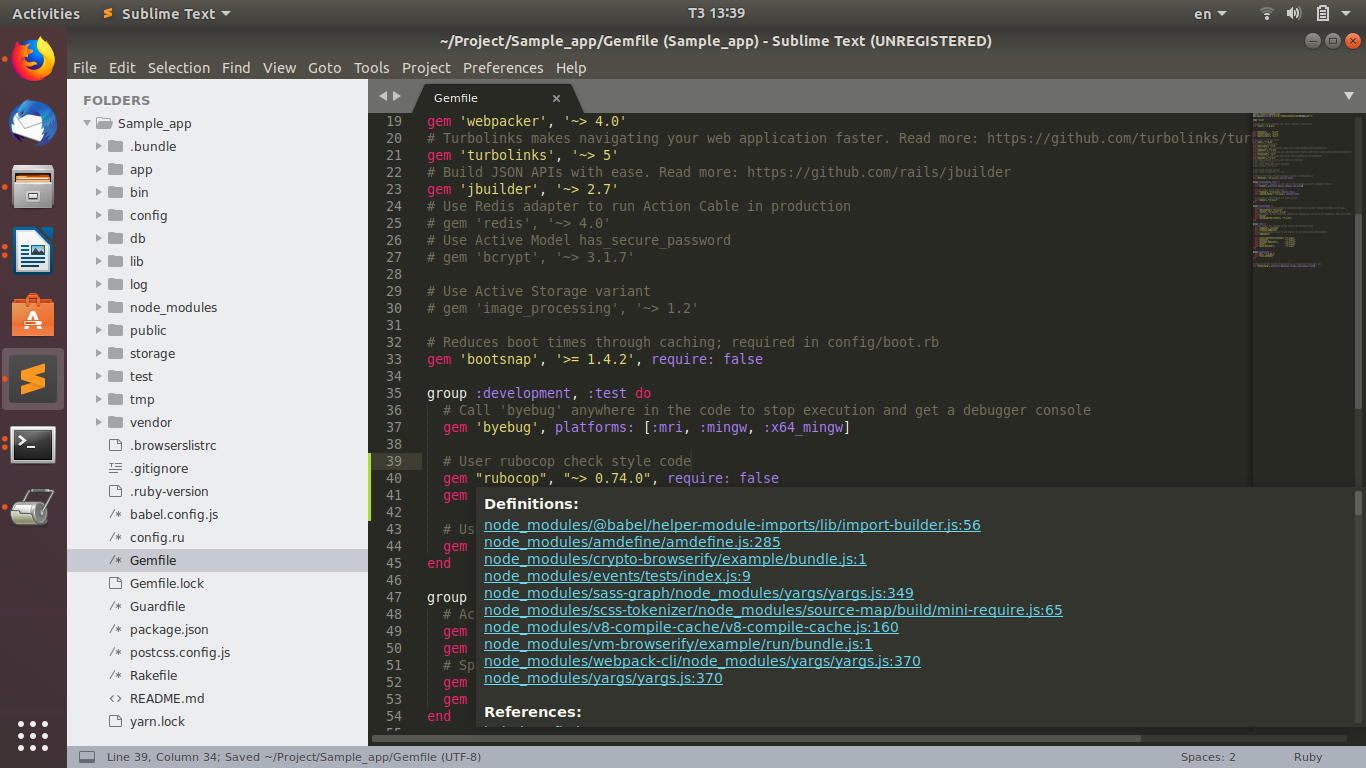 Activities
Sublime Text
T3 13:39
en
~/Project/Sample_app/Gemfile (Sample_app) - Sublime Text (UNREGISTERED)
File Edit Selection Find View Goto Tools Project Preferences Help
FOLDERS
Sample_app
.bundle
app
bin
config
db
lib
log
node_modules
public
storage
test
tmp
vendor
.browserslistrc
.gitignore
.ruby-version
/* babel.config.js
/* config.ru
/* Gemfile
Gemfile.lock
/* Guardfile
/* package.json
/* postcss.config.js
/* Rakefile
<> README.md
yarn.lock
Gemfile
19 gem 'webpacker', '~> 4.0'
20 # Turbolinks makes navigating your web application faster. Read more: https://github.com/turbolinks/tur
21 gem 'turbolinks', '~> 5'
22 # Build JSON APIs with ease. Read more: https://github.com/rails/jbuilder
23 gem 'jbuilder', '~> 2.7'
24 # Use Redis adapter to run Action Cable in production
25 # gem 'redis', '~> 4.0'
26 # Use Active Model has_secure_password
27 # gem 'bcrypt', '~> 3.1.7'
28
29 # Use Active Storage variant
30 # gem 'image_processing', '~> 1.2'
31
32 # Reduces boot times through caching; required in config/boot.rb
33 gem 'bootsnap', '>= 1.4.2', require: false
34
35 group :development, :test do
36 # Call 'byebug' anywhere in the code to stop execution and get a debugger console
37 gem 'byebug', platforms: [:mri, :mingw, :x64_mingw]
38
39 # User rubocop check style code
40 gem "rubocop", "~> 0.74.0", require: false
41 gem
42
43 # Us
44 gem
45 end
46
47 group
48 # Ac
49 gem
50 gem
51 # Sp
52 gem
53 gem
54 end
Definitions:
node_modules/@babel/helper-module-imports/lib/import-builder.js:56
node_modules/amdefine/amdefine.js:285
node_modules/crypto-browserify/example/bundle.js:1
node_modules/events/tests/index.js:9
node_modules/sass-graph/node_modules/yargs/yargs.js:349
node_modules/scss-tokenizer/node_modules/source-map/build/mini-require.js:65
node_modules/v8-compile-cache/v8-compile-cache.js:160
node_modules/vm-browserify/example/run/bundle.js:1
node_modules/webpack-cli/node_modules/yargs/yargs.js:370
node_modules/yargs/yargs.js:370
References:
Line 39, Column 34; Saved ~/Project/Sample_app/Gemfile (UTF-8)
Spaces: 2
Ruby